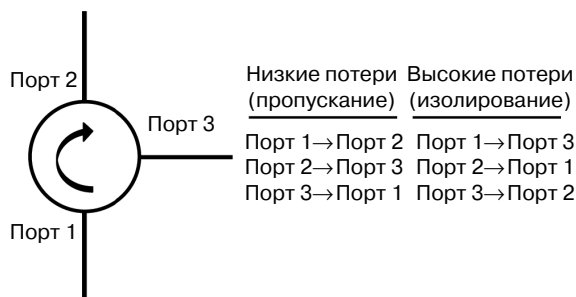 Порт 2
Порт 3
Порт 1
Низкие потери Высокие потери
(пропускание) (изолирование)
Порт 1→Порт 2 Порт 1→Порт 3
Порт 2→Порт 3 Порт 2→Порт 1
Порт 3→Порт 1 Порт 3→Порт 2